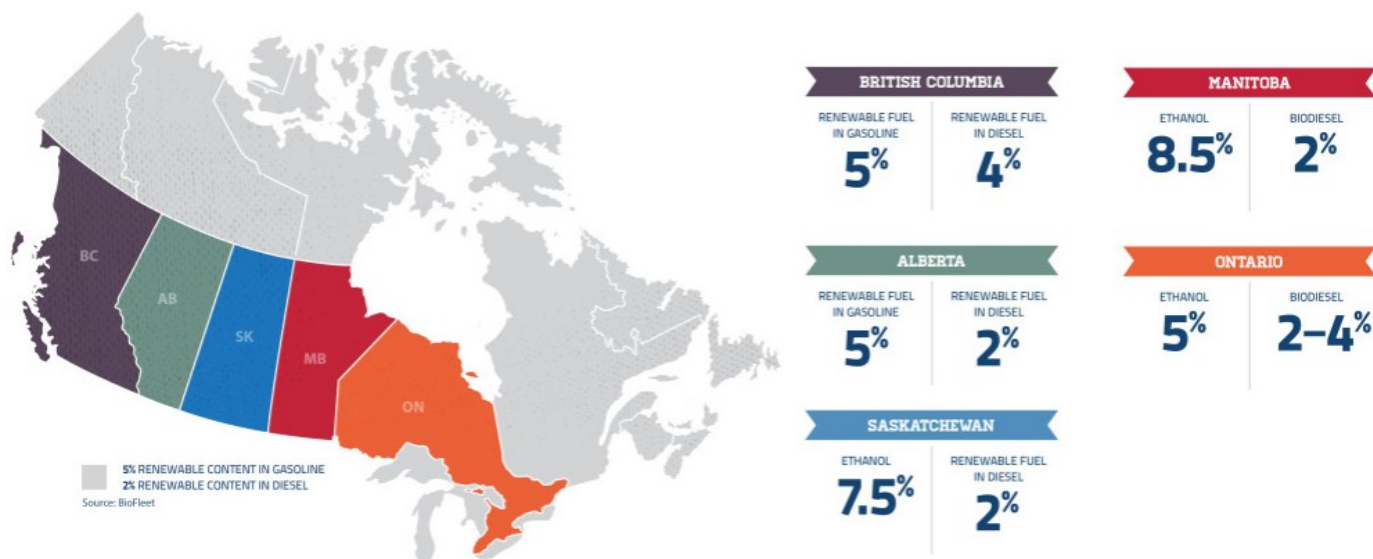 BC
AB
SK
MB
ON
5% RENEWABLE CONTENT IN GASOLINE
2% RENEWABLE CONTENT IN DIESEL
Source: BioFleet
BRITISH COLUMBIA
RENEWABLE FUEL
IN GASOLINE
5%
RENEWABLE FUEL
IN DIESEL
4%
MANITOBA
ETHANOL
8.5%
BIODIESEL
2%
ALBERTA
RENEWABLE FUEL
IN GASOLINE
5%
RENEWABLE FUEL
IN DIESEL
2%
ONTARIO
ETHANOL
5%
BIODIESEL
2–4%
SASKATCHEWAN
ETHANOL
7.5%
RENEWABLE FUEL
IN DIESEL
2%